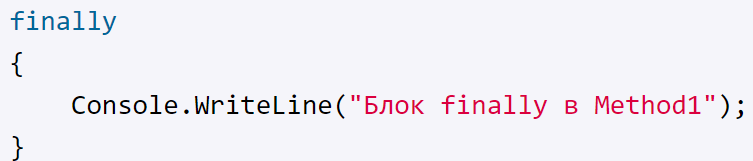 finally
{
    Console.WriteLine("Блок finally в Method1");
}